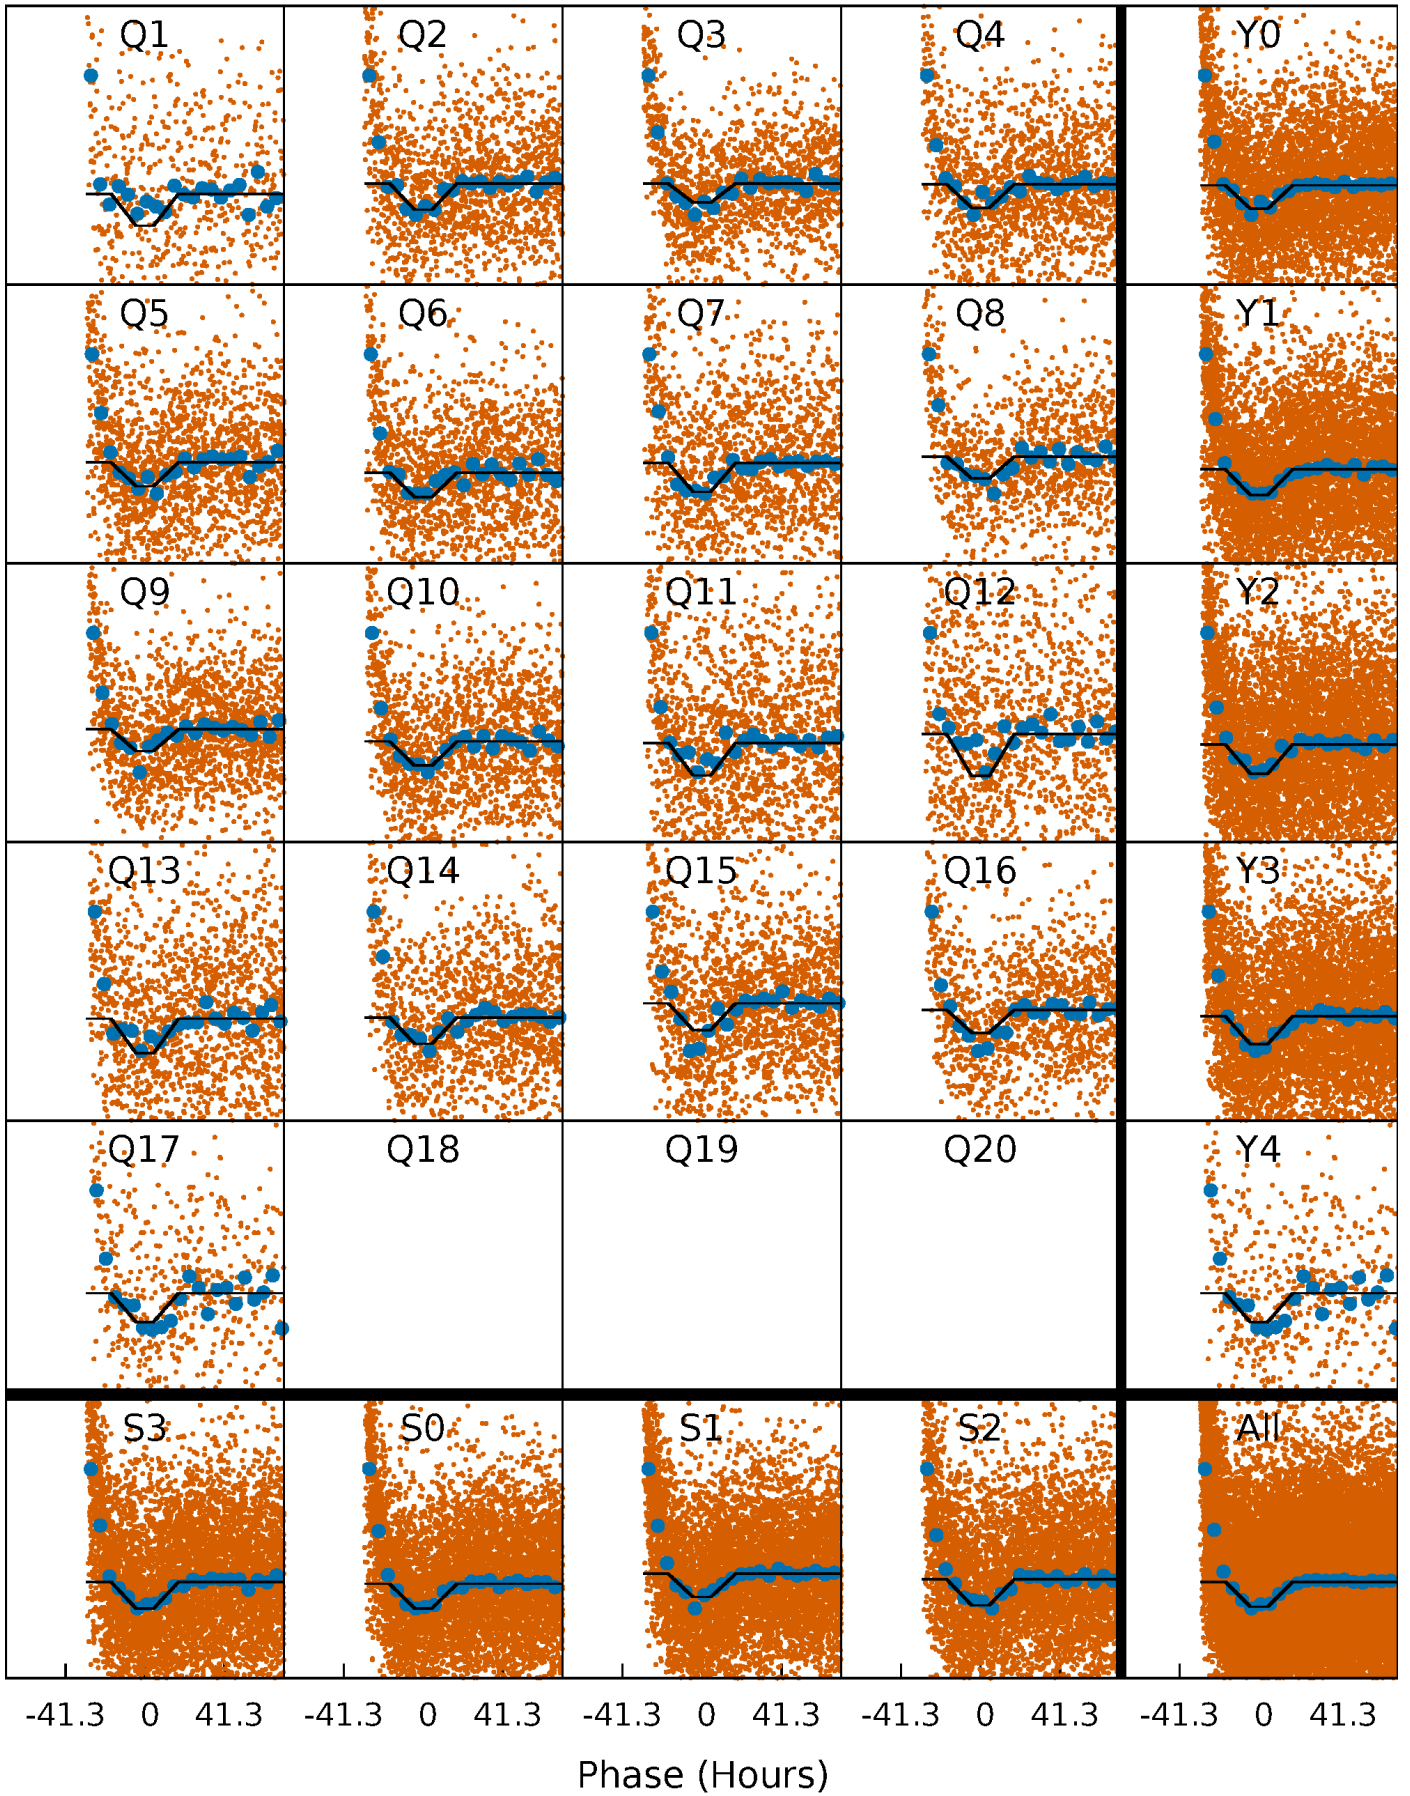 Q1 Q2 Q3 Q4 Y0
Q5 Q6 Q7 Q8 Y1
Q9 Q10 Q11 Q12 Y2
Q13 Q14 Q15 Q16 Y3
Q17 Q18 Q19 Q20 Y4
S3 S0 S1 S2 All
-41.3 0 41.3 -41.3 0 41.3 -41.3 0 41.3 -41.3 0 41.3 -41.3 0 41.3
Phase (Hours)